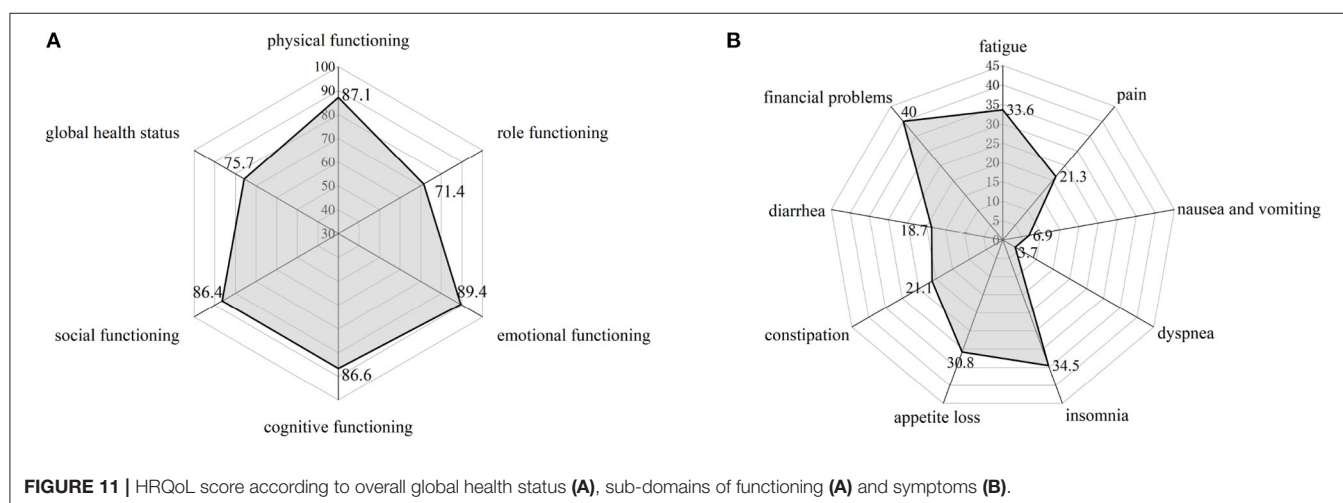 A
physical functioning
100
90
87.1
80
70
60
50
40
30
global health status
75.7
role functioning
71.4
86.4
89.4
social functioning
emotional functioning
86.6
cognitive functioning
B
fatigue
45
40
35
33.6
30
25
20
15
10
5
0
financial problems
40
pain
21.3
nausea and vomiting
6.9
3.7
diarrhea
18.7
dyspnea
21.1
constipation
30.8
34.5
appetite loss
insomnia
FIGURE 11 | HRQoL score according to overall global health status (A), sub-domains of functioning (A) and symptoms (B).